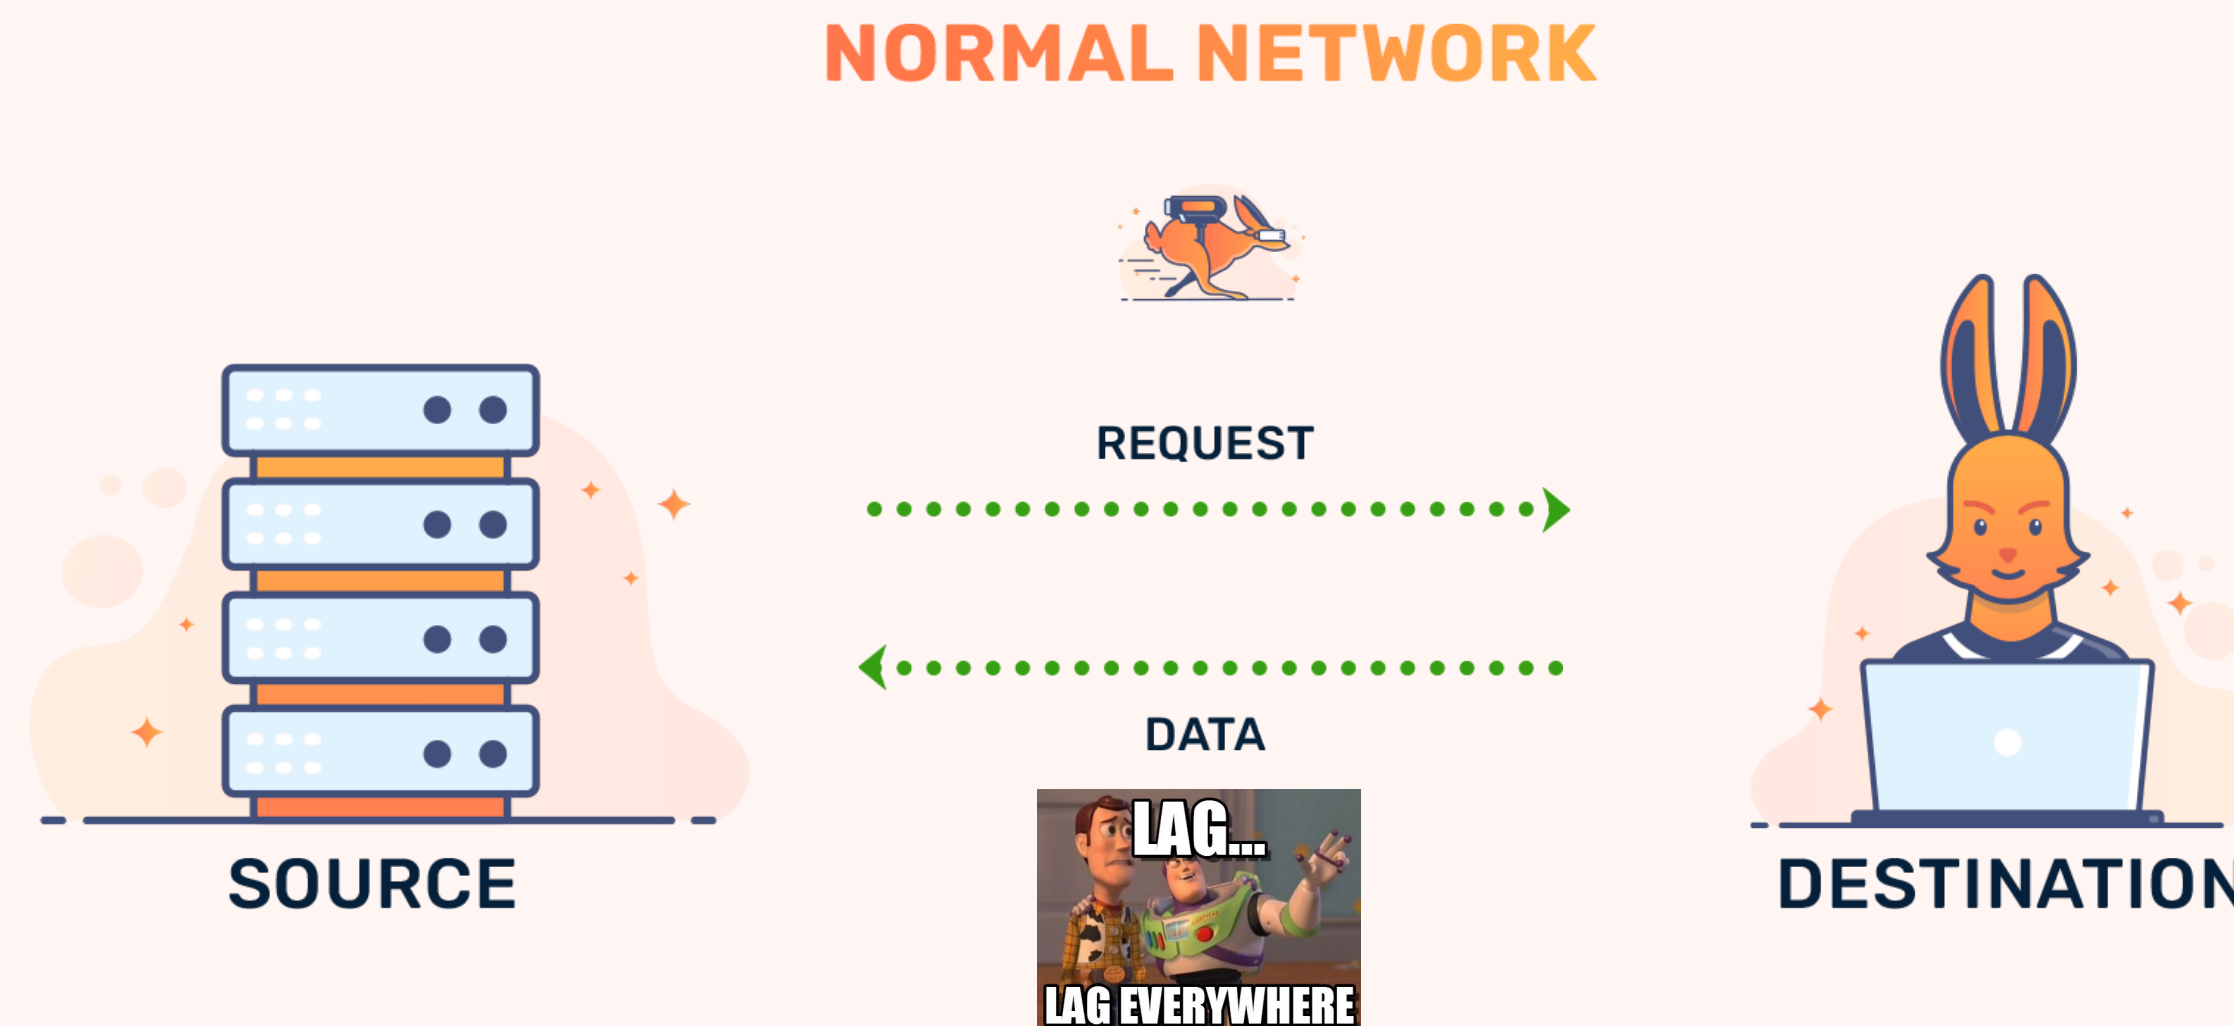 NORMAL NETWORK
REQUEST
DATA
SOURCE
DESTINATION
LAG...
LAG EVERYWHERE